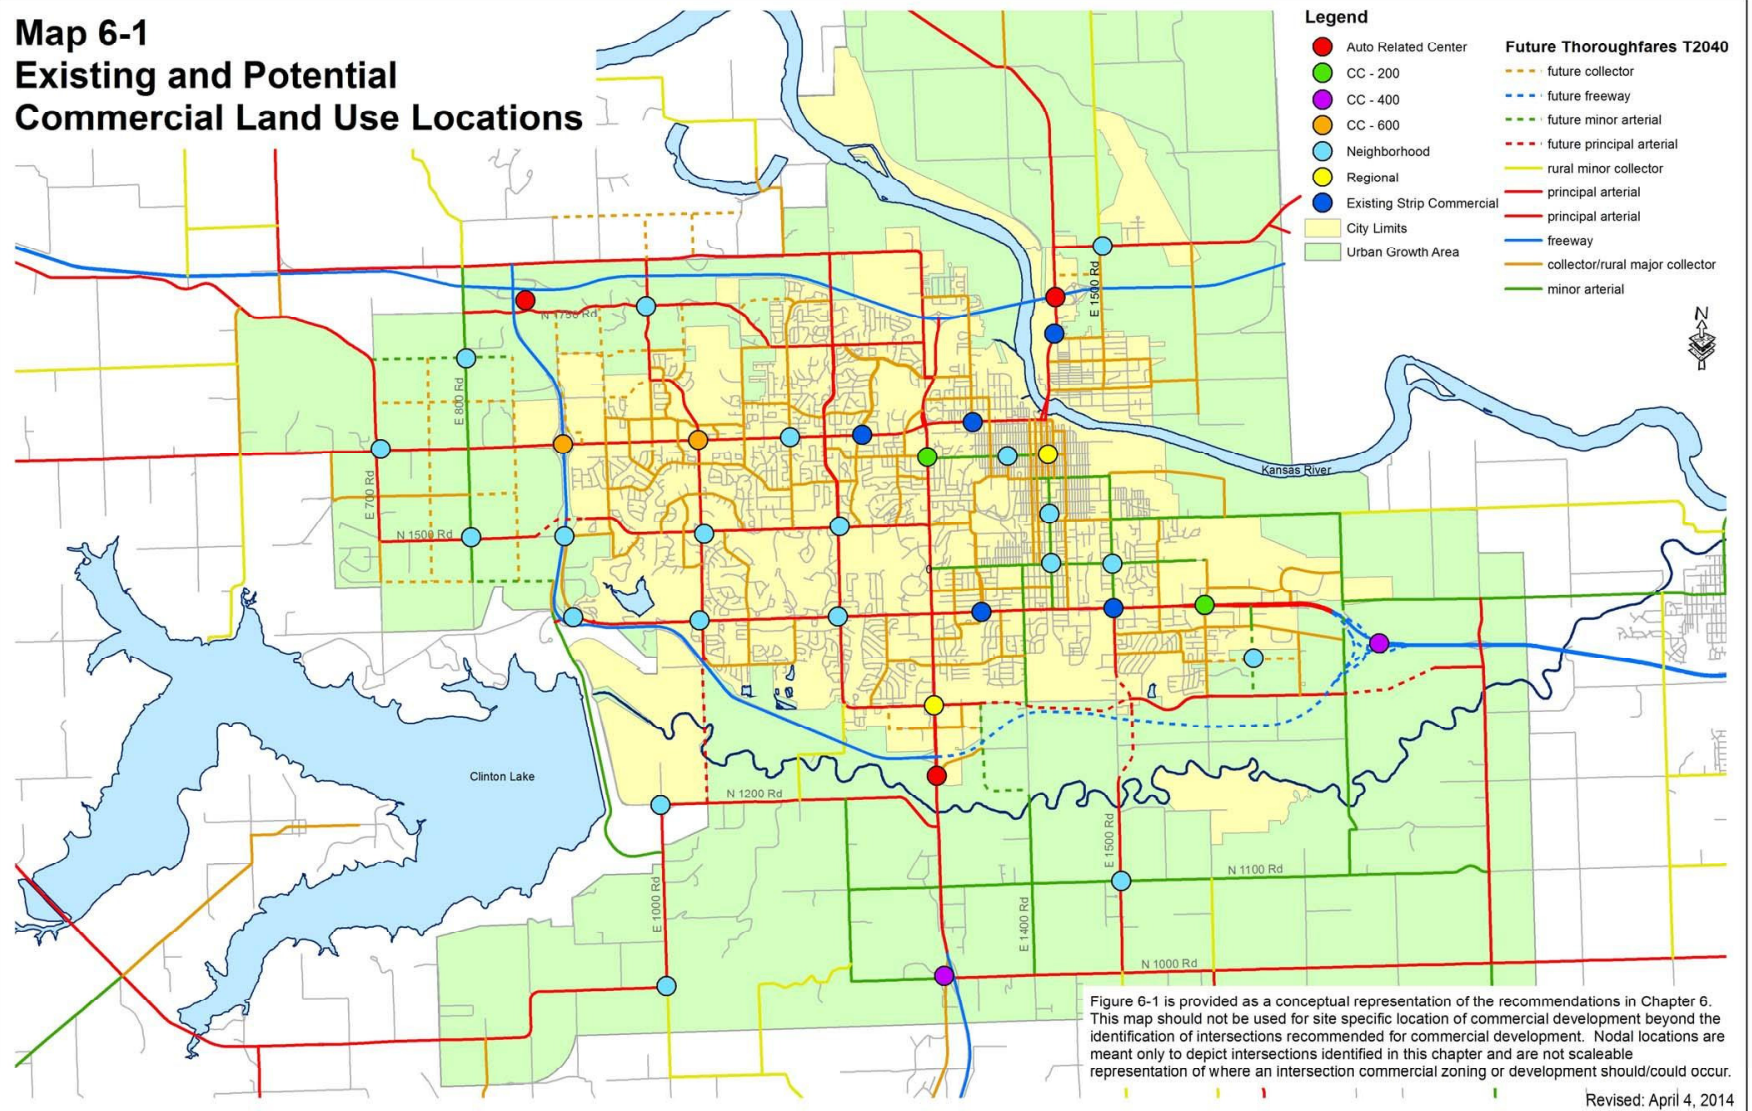 Map 6-1
Existing and Potential
Commercial Land Use Locations
Legend
Auto Related Center
CC - 200
CC - 400
CC - 600
Neighborhood
Regional
Existing Strip Commercial
City Limits
Urban Growth Area
Future Thoroughfares T2040
future collector
future freeway
future minor arterial
future principal arterial
rural minor collector
principal arterial
principal arterial
freeway
collector/rural major collector
minor arterial
N
E 1500 Rd
N 1750 Rd
E 800 Rd
E 700 Rd
N 1500 Rd
Kansas River
Clinton Lake
N 1200 Rd
E 1500 Rd
N 1100 Rd
E 1000 Rd
E 1400 Rd
N 1000 Rd
Figure 6-1 is provided as a conceptual representation of the recommendations in Chapter 6.
This map should not be used for site specific location of commercial development beyond the
identification of intersections recommended for commercial development. Nodal locations are
meant only to depict intersections identified in this chapter and are not scaleable
representation of where an intersection commercial zoning or development should/could occur.
Revised: April 4, 2014